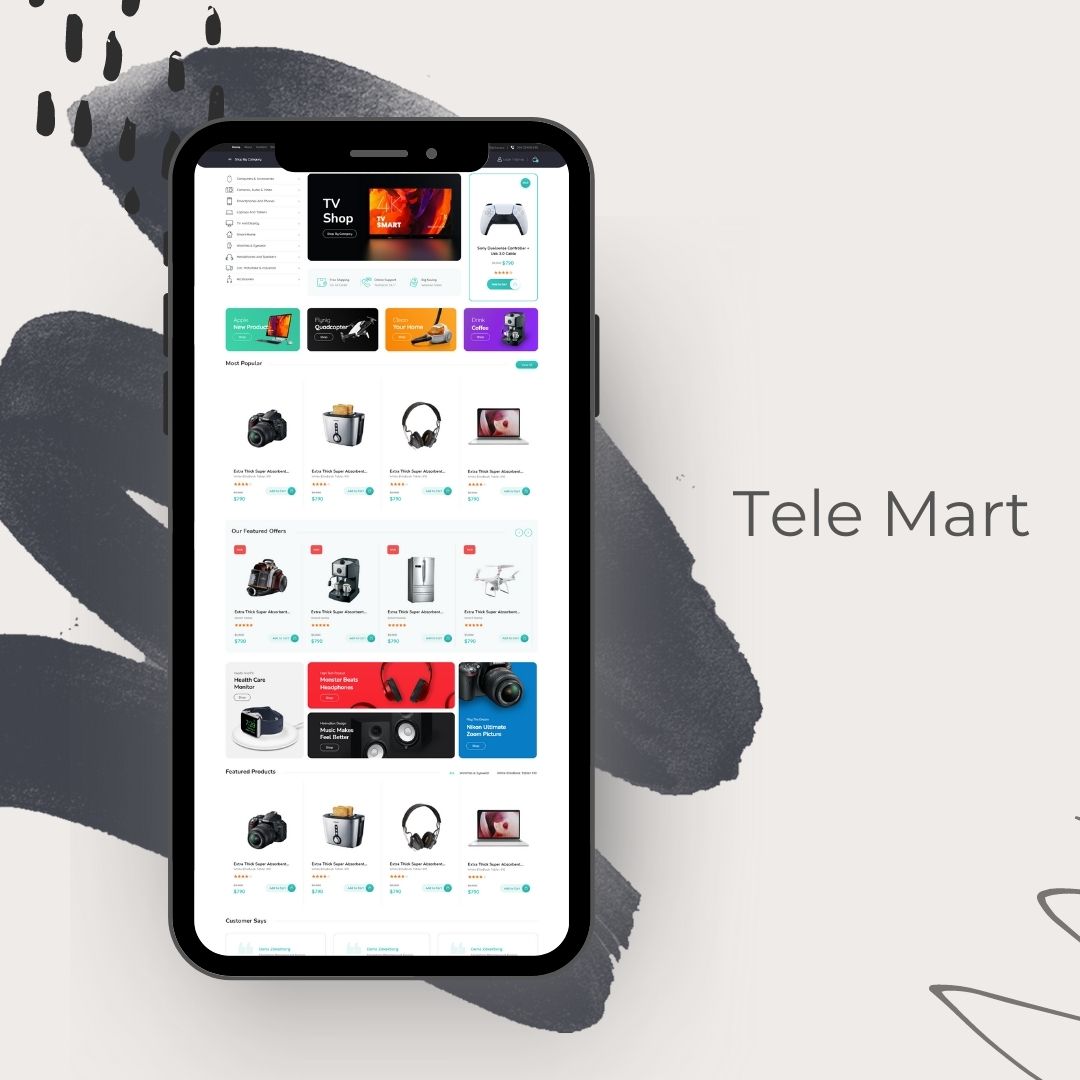 Home
Shop By Category
Computers & Accessories
Cameras, Audio & Video
Smartphones And Phones
Laptops And Tablets
TV And Display
Smart Home
Headphones and Speakers
Accessories
TV
Shop
Shop By Category
4K
TV
SMART
Free Shipping
Online Support
Big Saving
Sony Dualsense Controller +
Usb 3.0 Cable
$790
Add to Cart
Apple
New Product
Shop
Quadcopter
Shop
Clean
Your Home
Shop
Drink
Coffee
Shop
Most Popular
View All
Extra Thick Super Absorbent...
Extra Thick Super Absorbent...
Extra Thick Super Absorbent...
Extra Thick Super Absorbent...
Add to Cart
Add to Cart
Add to Cart
Add to Cart
$790
$790
$790
$790
Tele Mart
Our Featured Offers
Extra Thick Super Absorbent...
Extra Thick Super Absorbent...
Extra Thick Super Absorbent...
Extra Thick Super Absorbent...
Add to Cart
Add to Cart
Add to Cart
Add to Cart
$790
$790
$790
$790
Health Care
Monitor
Shop
Monster Beats
Headphones
Shop
Minimalism Design
Music Makes
Feel Better
Shop
Nikon Ultimate
Zoom Picture
Shop
Featured Products
Extra Thick Super Absorbent...
Extra Thick Super Absorbent...
Extra Thick Super Absorbent...
Extra Thick Super Absorbent...
Add to Cart
Add to Cart
Add to Cart
Add to Cart
$790
$790
$790
$790
Customer Says